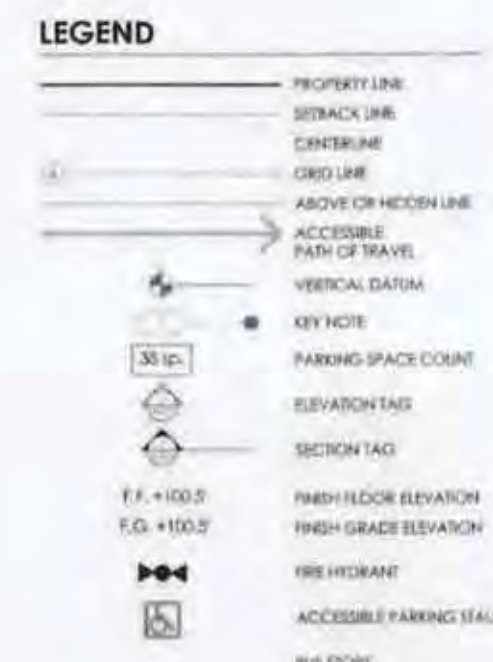 LEGEND
PROPERTY LINE
SETBACK LINE
CENTERLINE
GRID LINE
ABOVE OR HIDDEN LINE
ACCESSIBLE
PATH OF TRAVEL
VERTICAL DATUM
KEY NOTE
38 sp. PARKING SPACE COUNT
ELEVATION TAG
SECTION TAG
F.F. +100.5' FINISH FLOOR ELEVATION
F.G. +100.5' FINISH GRADE ELEVATION
FIRE HYDRANT
ACCESSIBLE PARKING STALL